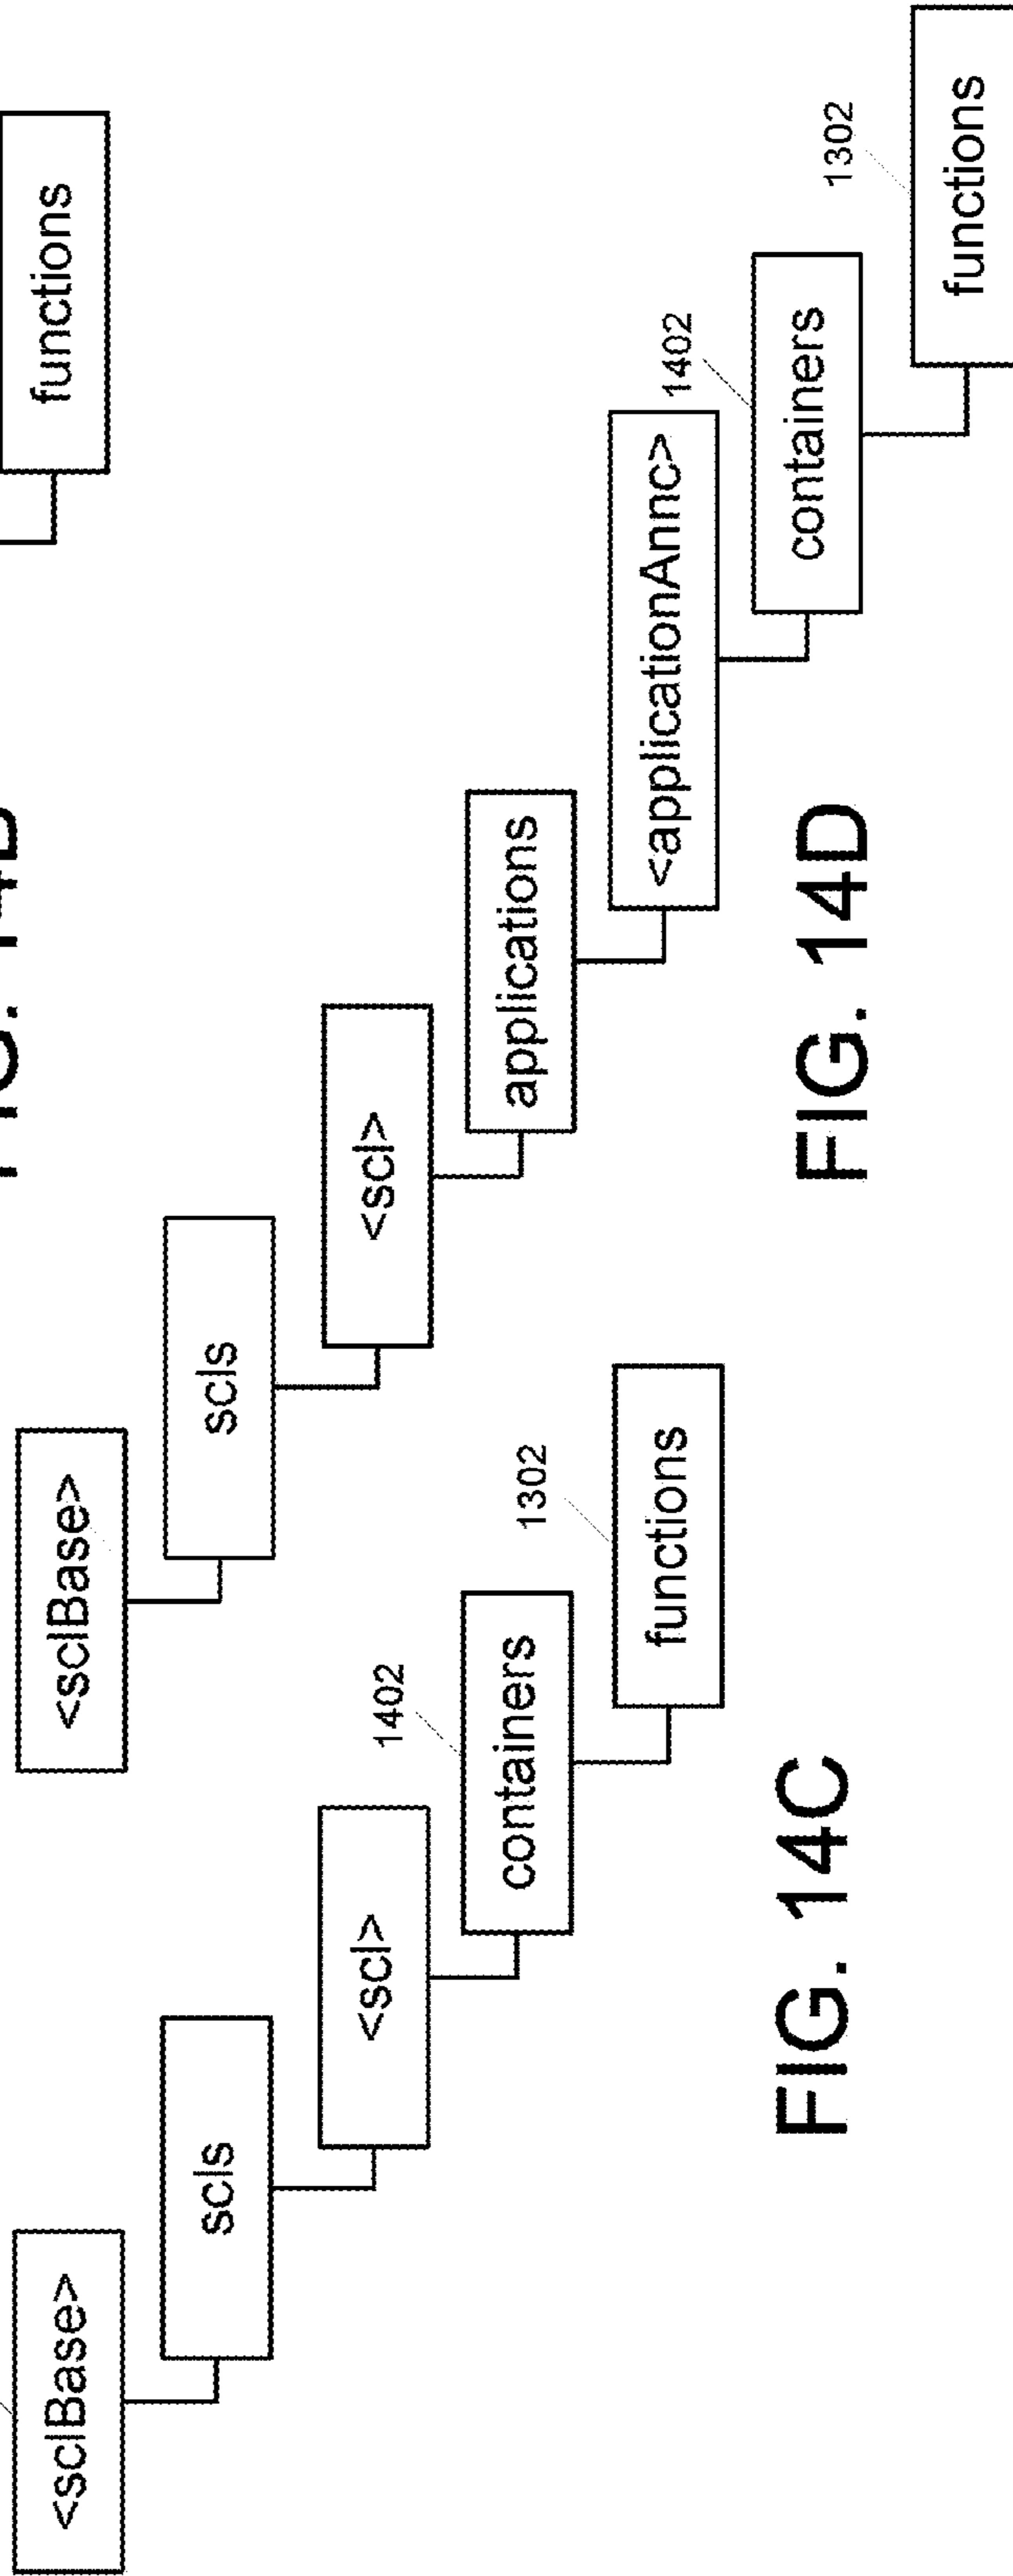 functions
<sclBase>
scls
<scl>
1402
containers
1302
functions
FIG. 14C
<sclBase>
scls
<scl>
applications
<applicationAnnc>
1402
containers
1302
functions
FIG. 14D